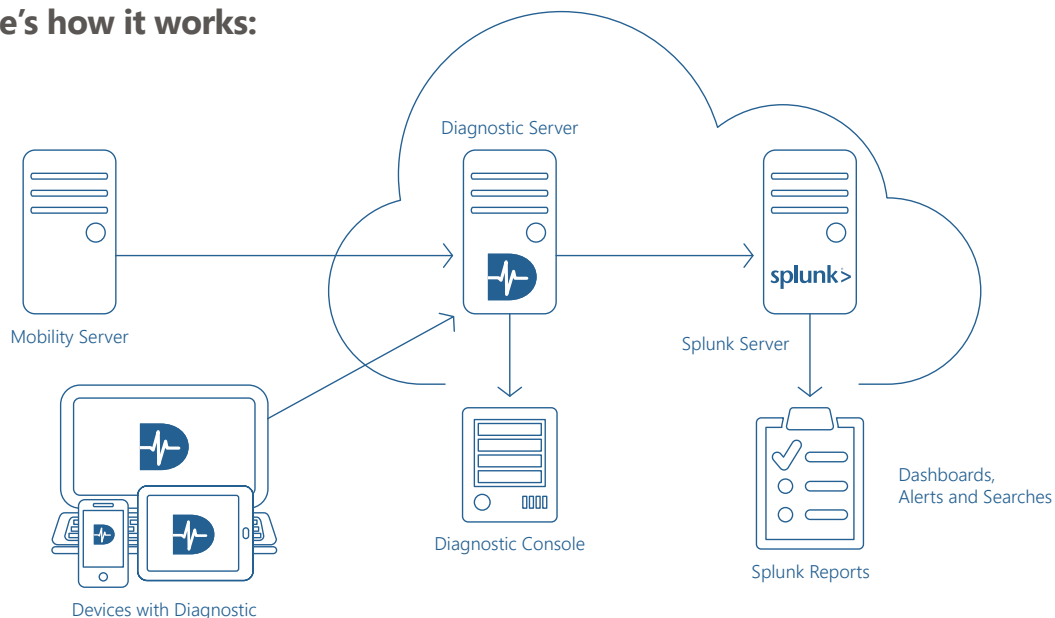 e's how it works:
Diagnostic Server
splunk>
Mobility Server
Splunk Server
Dashboards,
Alerts and Searches
Diagnostic Console
Splunk Reports
Devices with Diagnostic